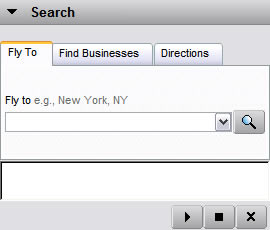 Search
Fly To
Find Businesses
Directions
Fly to e.g., New York, NY